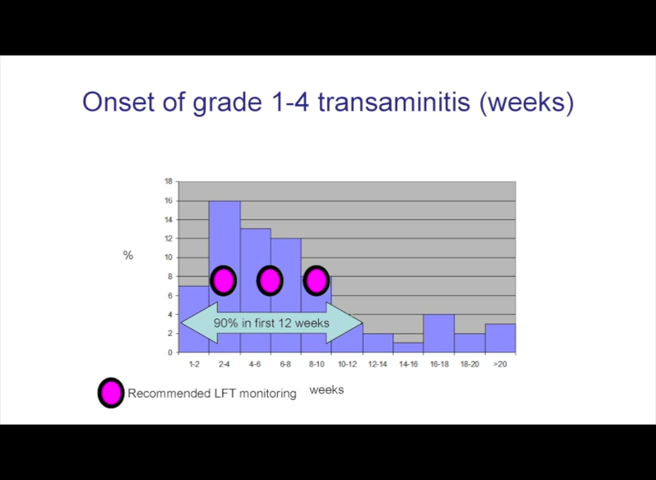 Onset of grade 1-4 transaminitis (weeks)
18
16
14
12
10
8
6
4
2
0
%
90% in first 12 weeks
1-2 2-4 4-6 6-8 8-10 10-12 12-14 14-16 16-18 18-20 >20
weeks
Recommended LFT monitoring